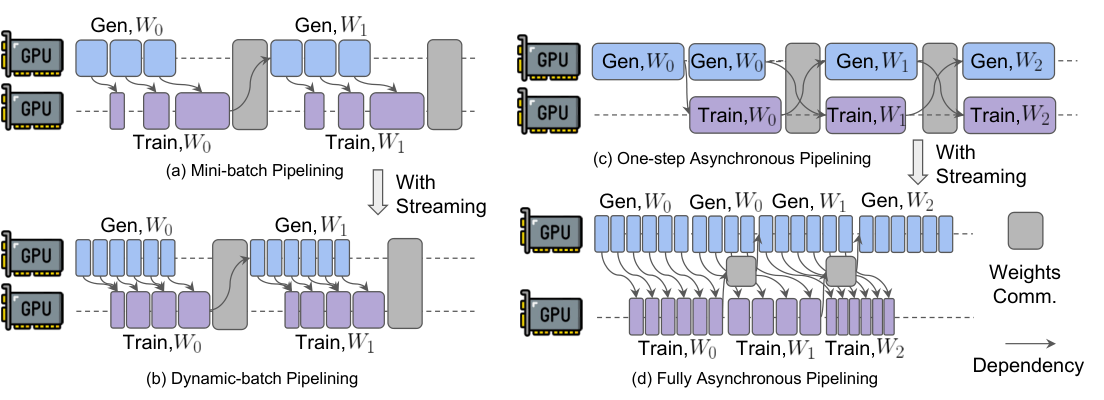 Gen, W₀
Gen, W₁
GPU
GPU
Train, W₀
Train, W₁
(a) Mini-batch Pipelining
With
Streaming
Gen, W₀
Gen, W₁
GPU
GPU
Train, W₀
Train, W₁
(b) Dynamic-batch Pipelining
GPU
Gen, W₀
Gen, W₀
Gen, W₁
Gen, W₂
GPU
Train, W₀
Train, W₁
Train, W₂
(c) One-step Asynchronous Pipelining
With
Streaming
Gen, W₀
Gen, W₀
Gen, W₁
Gen, W₂
GPU
GPU
Train, W₀
Train, W₁
Train, W₂
(d) Fully Asynchronous Pipelining
Weights
Comm.
Dependency